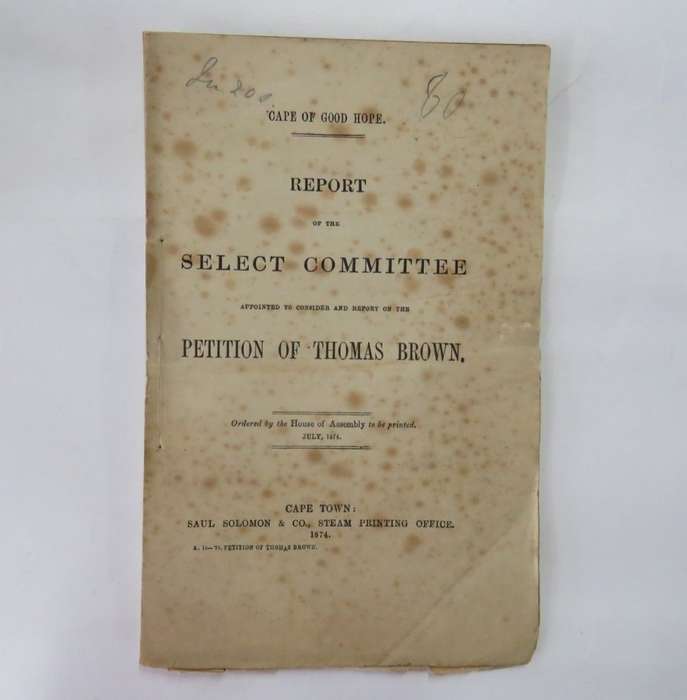 80
CAPE OF GOOD HOPE.
REPORT
OF THE
SELECT COMMITTEE
APPOINTED TO CONSIDER AND REPORT ON THE
PETITION OF THOMAS BROWN.
Ordered by the House of Assembly to be printed.
JULY, 1874.
CAPE TOWN:
SAUL SOLOMON & CO., STEAM PRINTING OFFICE.
1874.
PETITION OF THOMAS BROWN.